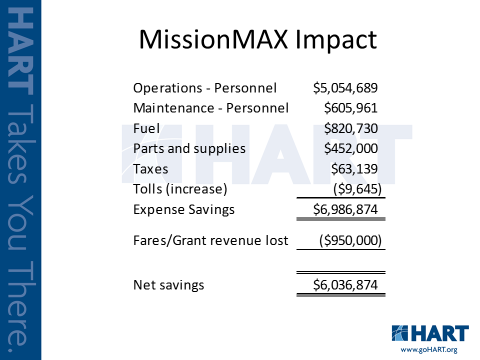 HART Takes You There.
MissionMAX Impact
Operations - Personnel $5,054,689
Maintenance - Personnel $605,961
Fuel $820,730
Parts and supplies $452,000
Taxes $63,139
Tolls (increase) ($9,645)
Expense Savings $6,986,874
Fares/Grant revenue lost ($950,000)
Net savings $6,036,874
HART
HART
www.goHART.org